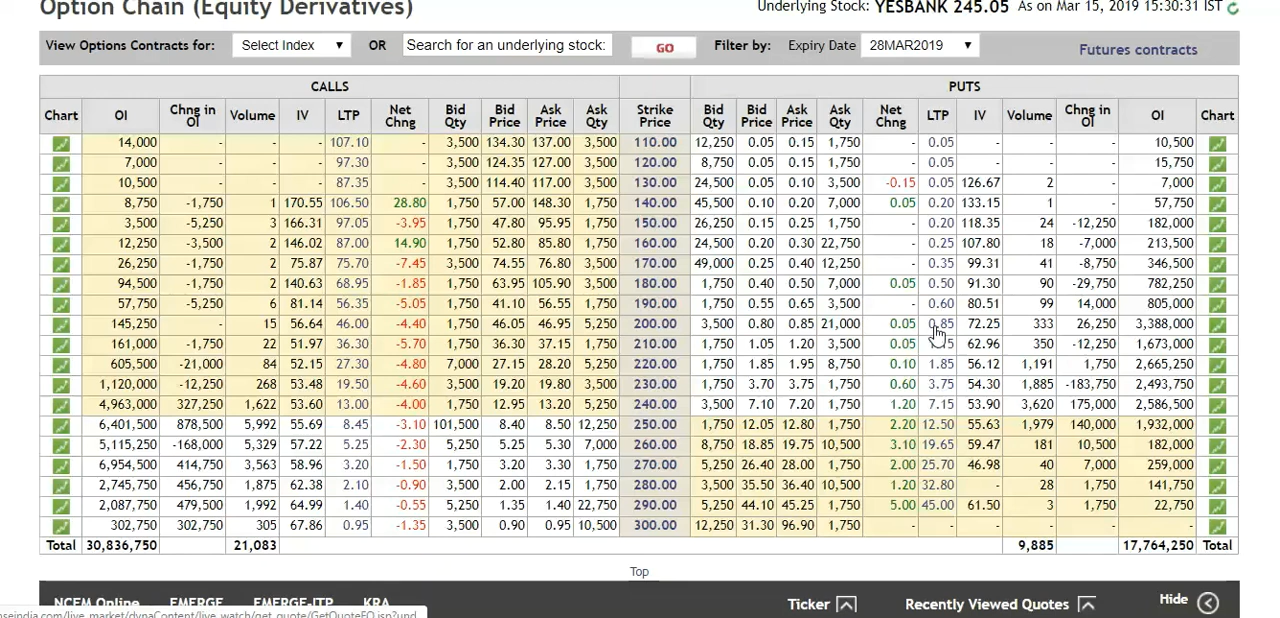 Option Chain (Equity Derivatives)
Underlying Stock: YESBANK 245.05 As on Mar 15, 2019 15:30:31 IST
View Options Contracts for: Select Index OR Search for an underlying stock: GO Filter by: Expiry Date 28MAR2019 Futures contracts
CALLS PUTS
Chart OI Chng in OI Volume IV LTP Net Chng Bid Qty Bid Price Ask Price Ask Qty Strike Price Bid Qty Bid Price Ask Price Ask Qty Net Chng LTP IV Volume Chng in OI OI Chart
14,000 - - - 107.10 - 3,500 134.30 137.00 3,500 110.00 12,250 0.05 0.15 1,750 - 0.05 - - - 10,500
7,000 - - - 97.30 - 3,500 124.35 127.00 3,500 120.00 8,750 0.05 0.15 1,750 - 0.05 - - - 15,750
10,500 - - - 87.35 - 3,500 114.40 117.00 3,500 130.00 24,500 0.05 0.10 3,500 -0.15 0.05 126.67 2 - 7,000
8,750 -1,750 1 170.55 106.50 28.80 1,750 57.00 148.30 1,750 140.00 45,500 0.10 0.20 7,000 0.05 0.20 133.15 1 - 57,750
3,500 -5,250 3 166.31 97.05 -3.95 1,750 47.80 95.95 1,750 150.00 26,250 0.15 0.25 1,750 - 0.20 118.35 24 -12,250 182,000
12,250 -3,500 2 146.02 87.00 14.90 1,750 52.80 85.80 1,750 160.00 24,500 0.20 0.30 22,750 - 0.25 107.80 18 -7,000 213,500
26,250 -1,750 2 75.87 75.70 -7.45 3,500 74.55 76.80 3,500 170.00 49,000 0.25 0.40 12,250 - 0.35 99.31 41 -8,750 346,500
94,500 -1,750 2 140.63 68.95 -1.85 1,750 63.95 105.90 3,500 180.00 1,750 0.40 0.50 7,000 0.05 0.50 91.30 90 -29,750 782,250
57,750 -5,250 6 81.14 56.35 -5.05 1,750 41.10 56.55 1,750 190.00 1,750 0.55 0.65 3,500 - 0.60 80.51 99 14,000 805,000
145,250 - 15 56.64 46.00 -4.40 1,750 46.05 46.95 5,250 200.00 3,500 0.80 0.85 21,000 0.05 0.85 72.25 333 26,250 3,388,000
161,000 -1,750 22 51.97 36.30 -5.70 1,750 36.30 37.15 1,750 210.00 1,750 1.05 1.20 3,500 0.05 62.96 350 -12,250 1,673,000
605,500 -21,000 84 52.15 27.30 -4.80 7,000 27.15 28.20 5,250 220.00 1,750 1.85 1.95 8,750 0.10 1.85 56.12 1,191 1,750 2,665,250
1,120,000 -12,250 268 53.48 19.50 -4.60 3,500 19.20 19.80 3,500 230.00 1,750 3.70 3.75 1,750 0.60 3.75 54.30 1,885 -183,750 2,493,750
4,963,000 327,250 1,622 53.60 13.00 -4.00 1,750 12.95 13.20 5,250 240.00 3,500 7.10 7.20 1,750 1.20 7.15 53.90 3,620 175,000 2,586,500
6,401,500 878,500 5,992 55.69 8.45 -3.10 101,500 8.40 8.50 12,250 250.00 1,750 12.05 12.80 1,750 2.20 12.50 55.63 1,979 140,000 1,932,000
5,115,250 -168,000 5,329 57.22 5.25 -2.30 5,250 5.25 5.30 7,000 260.00 8,750 18.85 19.75 10,500 3.10 19.65 59.47 181 10,500 182,000
6,954,500 414,750 3,563 58.96 3.20 -1.50 1,750 3.20 3.30 1,750 270.00 5,250 26.40 28.00 1,750 2.00 25.70 46.98 40 7,000 259,000
2,745,750 456,750 1,875 62.38 2.10 -0.90 3,500 2.00 2.15 1,750 280.00 3,500 35.50 36.40 10,500 1.20 32.80 - 28 1,750 141,750
2,087,750 479,500 1,992 64.99 1.40 -0.55 5,250 1.35 1.40 22,750 290.00 5,250 44.10 45.25 1,750 5.00 45.00 61.50 3 1,750 22,750
302,750 302,750 305 67.86 0.95 -1.35 3,500 0.90 0.95 10,500 300.00 12,250 31.30 96.90 1,750 - - - - - -
Total 30,836,750 21,083 9,885 17,764,250 Total
Top
NCFM Online EMERGE EMERGE-ITP KRA Ticker Recently Viewed Quotes Hide
seindia.com/live_market/dynaContent/live_watch/get_quote/GetQuoteFO.jsp?und